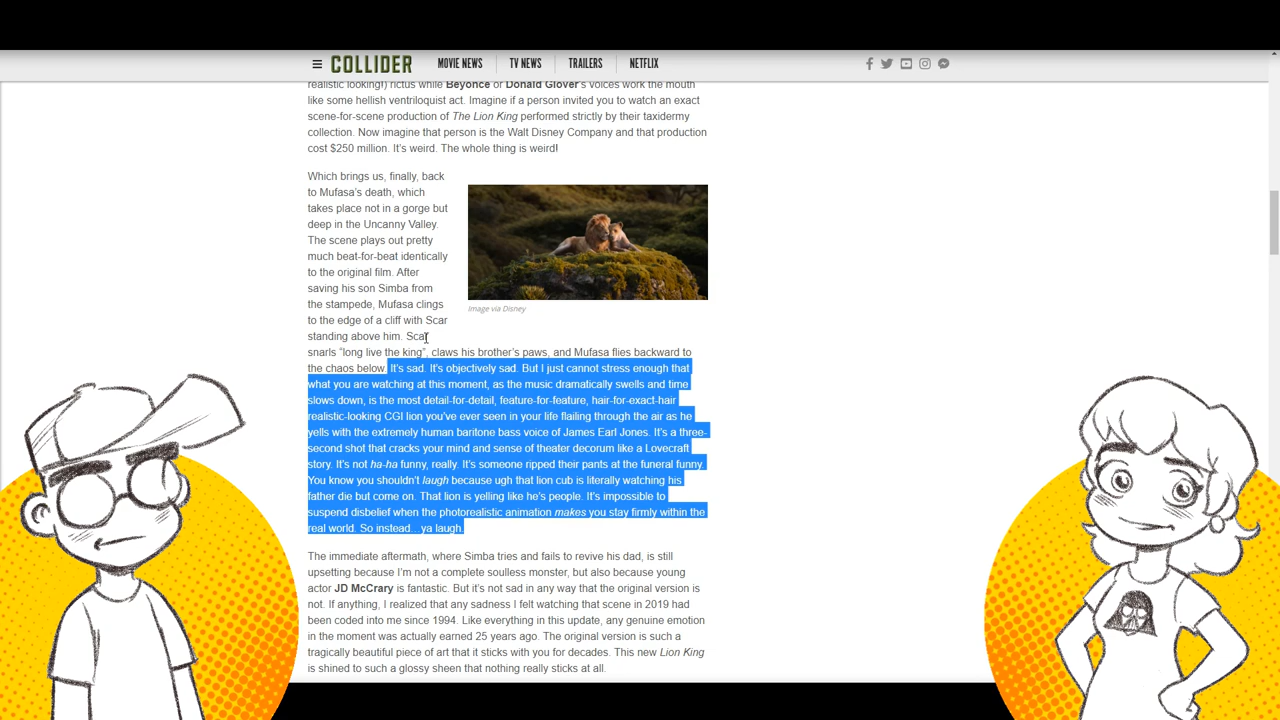 COLLIDER MOVIE NEWS TV NEWS TRAILERS NETFLIX
realistic looking!) rictus while Beyoncé or Donald Glover's voices work the mouth
like some hellish ventriloquist act. Imagine if a person invited you to watch an exact
scene-for-scene production of The Lion King performed strictly by their taxidermy
collection. Now imagine that person is the Walt Disney Company and that production
cost $250 million. It's weird. The whole thing is weird!
Which brings us, finally, back
to Mufasa's death, which
takes place not in a gorge but
deep in the Uncanny Valley.
The scene plays out pretty
much beat-for-beat identically
to the original film. After
saving his son Simba from
the stampede, Mufasa clings
to the edge of a cliff with Scar
standing above him. Scar
Image via Disney
snarls “long live the king”, claws his brother's paws, and Mufasa flies backward to
the chaos below. It's sad. It's objectively sad. But I just cannot stress enough that
what you are watching at this moment, as the music dramatically swells and time
slows down, is the most detail-for-detail, feature-for-feature, hair-for-exact-hair
realistic-looking CGI lion you've ever seen in your life flailing through the air as he
yells with the extremely human baritone bass voice of James Earl Jones. It's a three-
second shot that cracks your mind and sense of theater decorum like a Lovecraft
story. It's not ha-ha funny, really. It's someone ripped their pants at the funeral funny.
You know you shouldn't laugh because ugh that lion cub is literally watching his
father die but come on. That lion is yelling like he's people. It's impossible to
suspend disbelief when the photorealistic animation makes you stay firmly within the
real world. So instead...ya laugh.
The immediate aftermath, where Simba tries and fails to revive his dad, is still
upsetting because I'm not a complete soulless monster, but also because young
actor JD McCrary is fantastic. But it's not sad in any way that the original version is
not. If anything, I realized that any sadness I felt watching that scene in 2019 had
been coded into me since 1994. Like everything in this update, any genuine emotion
in the moment was actually earned 25 years ago. The original version is such a
tragically beautiful piece of art that it sticks with you for decades. This new Lion King
is shined to such a glossy sheen that nothing really sticks at all.